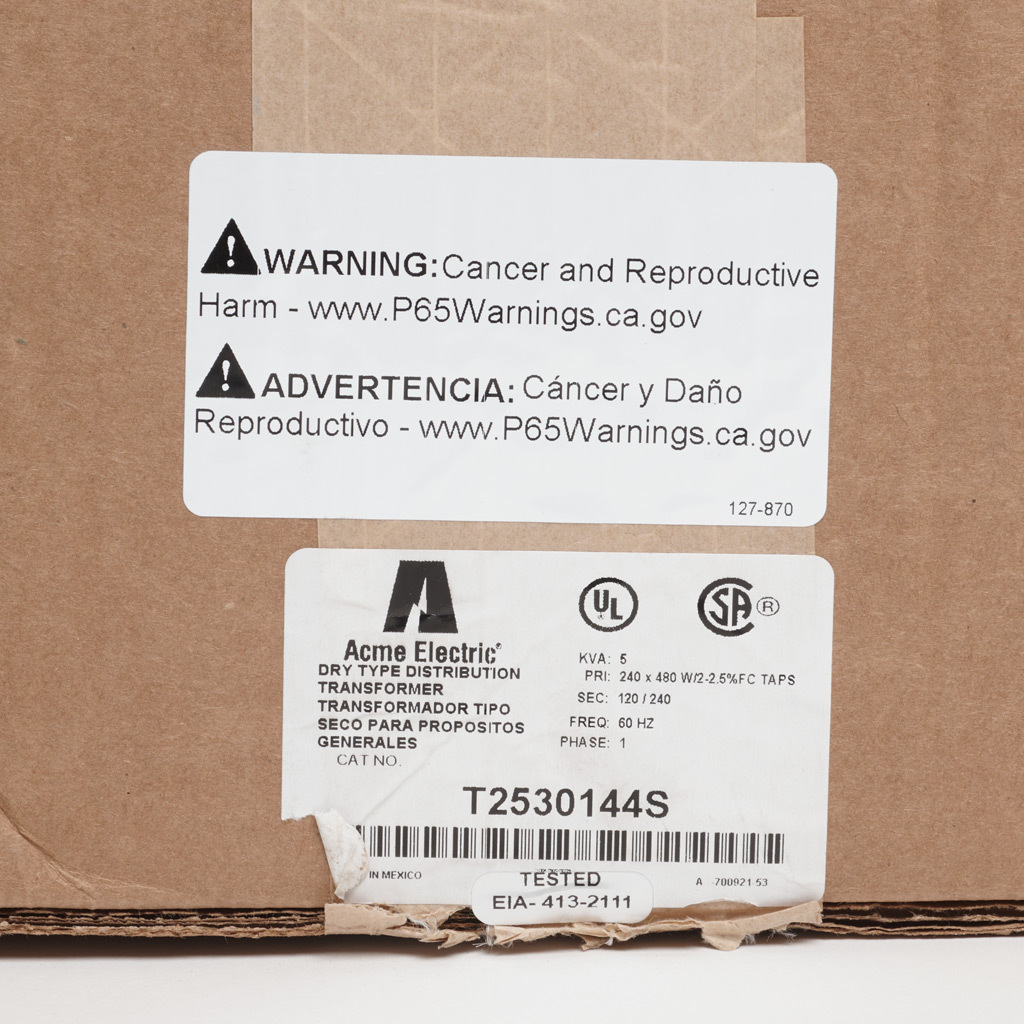 WARNING: Cancer and Reproductive
Harm - www.P65Warnings.ca.gov
ADVERTENCIA: Cáncer y Daño
Reproductivo - www.P65Warnings.ca.gov
127-870
Acme Electric®
DRY TYPE DISTRIBUTION
TRANSFORMER
TRANSFORMADOR TIPO
SECO PARA PROPOSITOS
GENERALES
CAT NO.
UL
SA ®
KVA: 5
PRI: 240 x 480 W/2-2.5%FC TAPS
SEC: 120 / 240
FREQ: 60 HZ
PHASE: 1
T2530144S
IN MEXICO
A 700921 53
TESTED
EIA- 413-2111